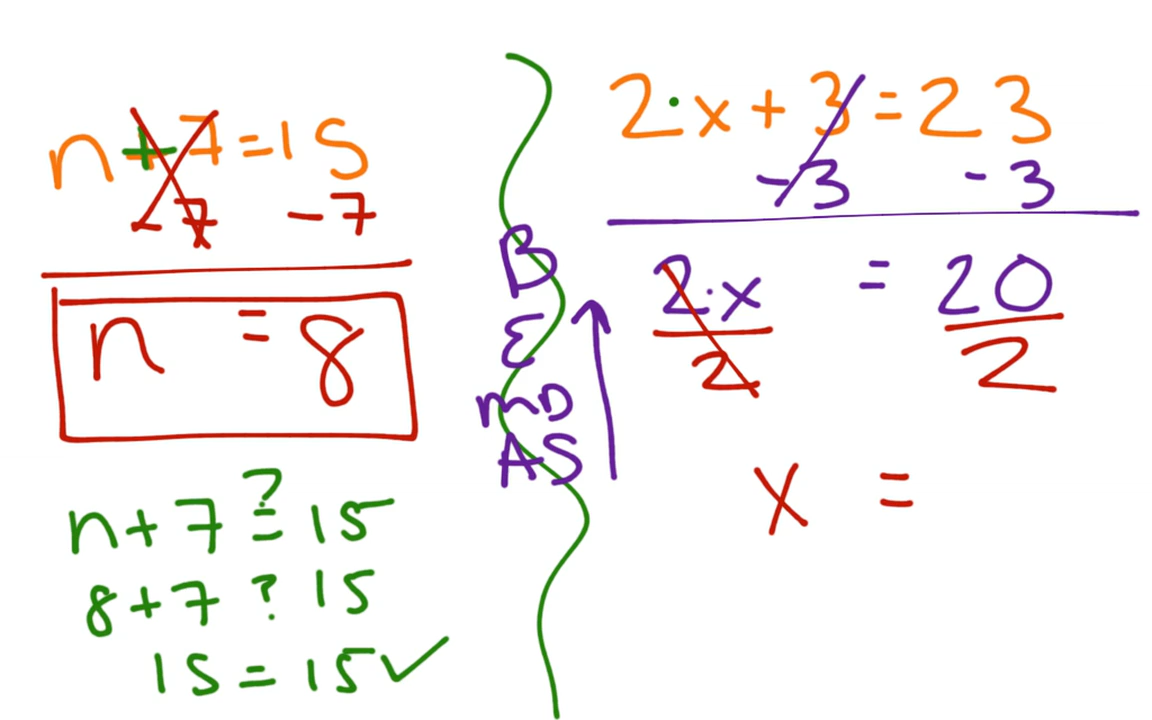 n+7=15
-7 -7
n = 8
n+7 ≟ 15
8+7 ? 15
15=15✓
B
E
mD
AS
2·x+3=23
-3 -3
2·x = 20
2 2
x =